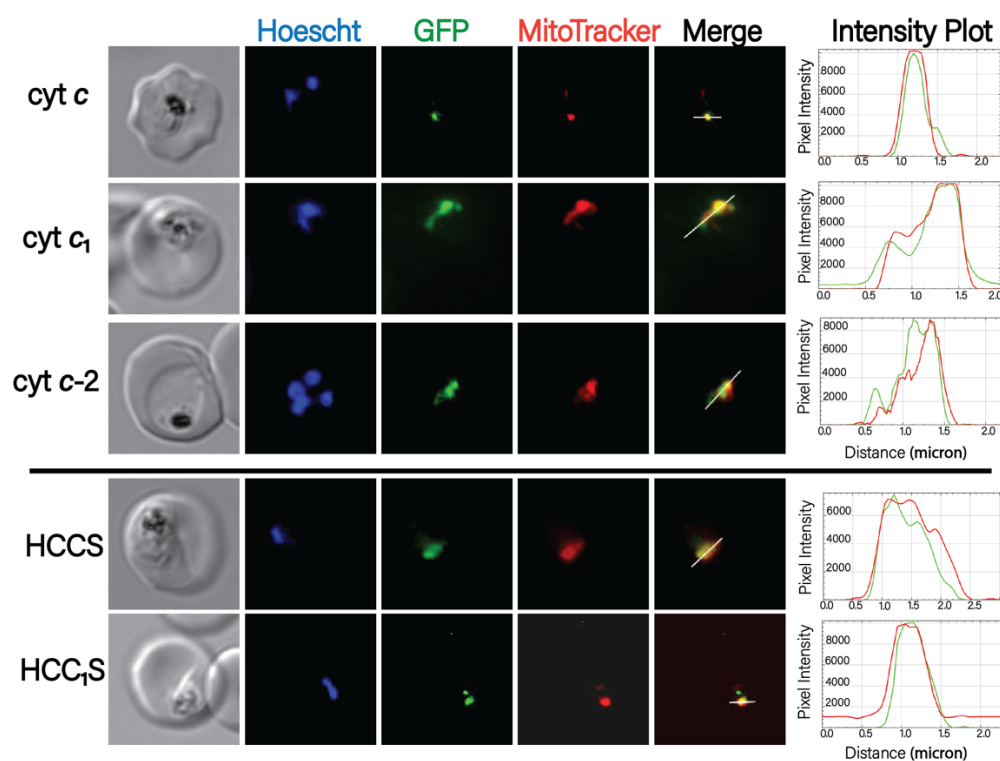 Hoescht GFP MitoTracker Merge Intensity Plot
cyt c
Pixel Intensity
8000
6000
4000
2000
0.0 0.5 1.0 1.5 2.0
cyt c₁
Pixel Intensity
8000
6000
4000
2000
0.0 0.5 1.0 1.5 2.0
cyt c-2
Pixel Intensity
8000
6000
4000
2000
0.0 0.5 1.0 1.5 2.0
Distance (micron)
HCCS
Pixel Intensity
6000
4000
2000
0.0 0.5 1.0 1.5 2.0 2.5
HCC₁S
Pixel Intensity
8000
6000
4000
2000
0.0 0.5 1.0 1.5 2.0
Distance (micron)